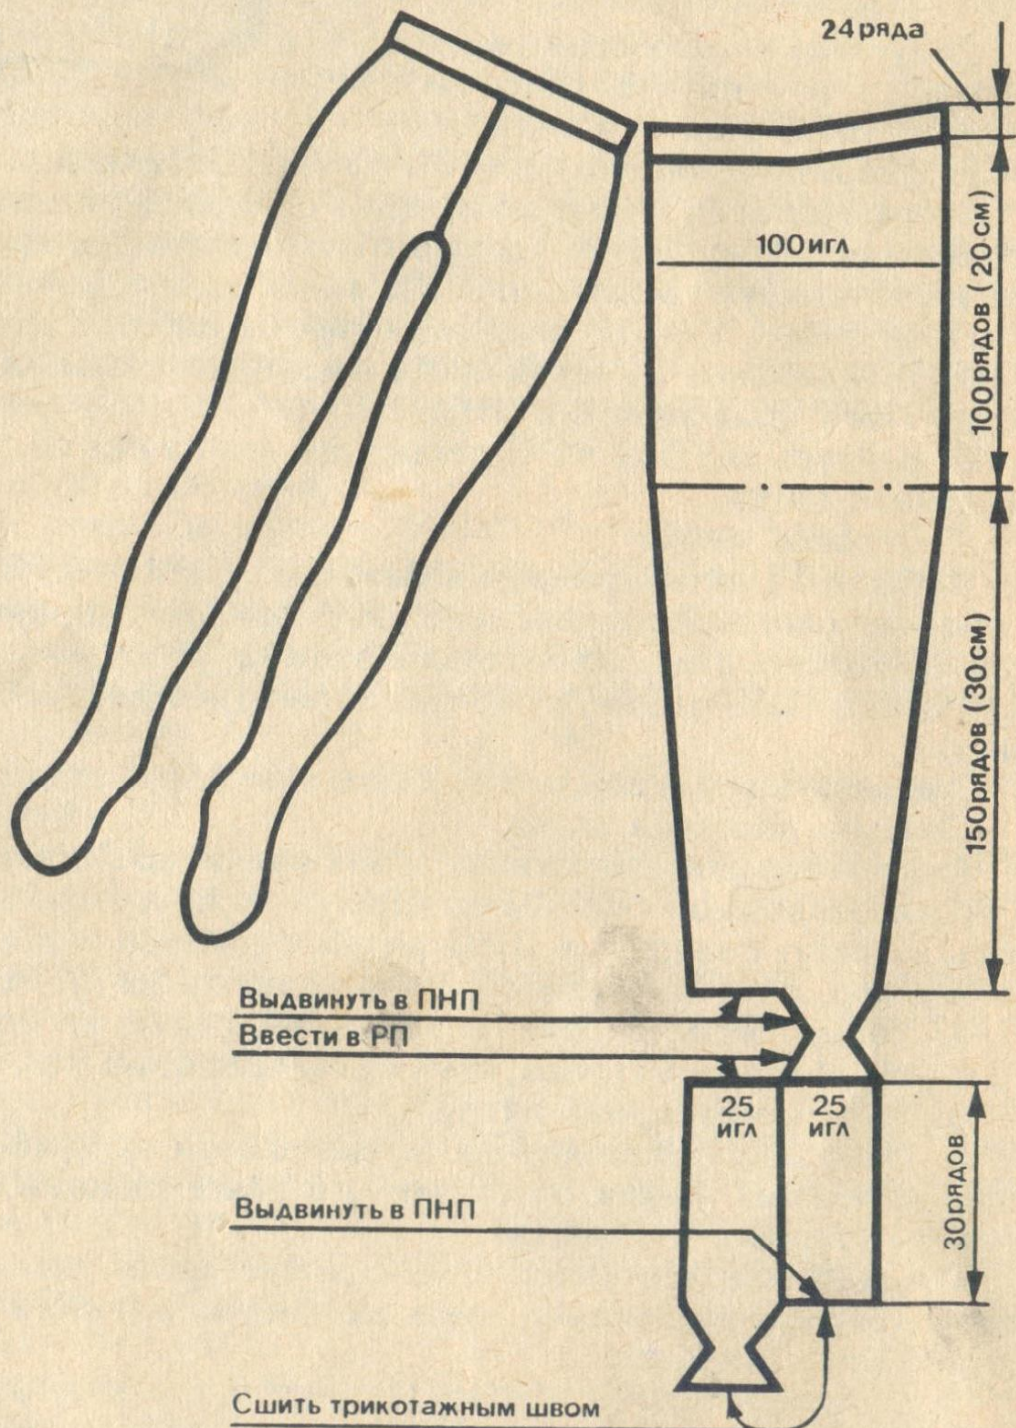 24 ряда
100 игл
100 рядов (20 см)
150 рядов (30 см)
Выдвинуть в ПНП
Ввести в РП
25
игл
25
игл
30 рядов
Выдвинуть в ПНП
Сшить трикотажным швом